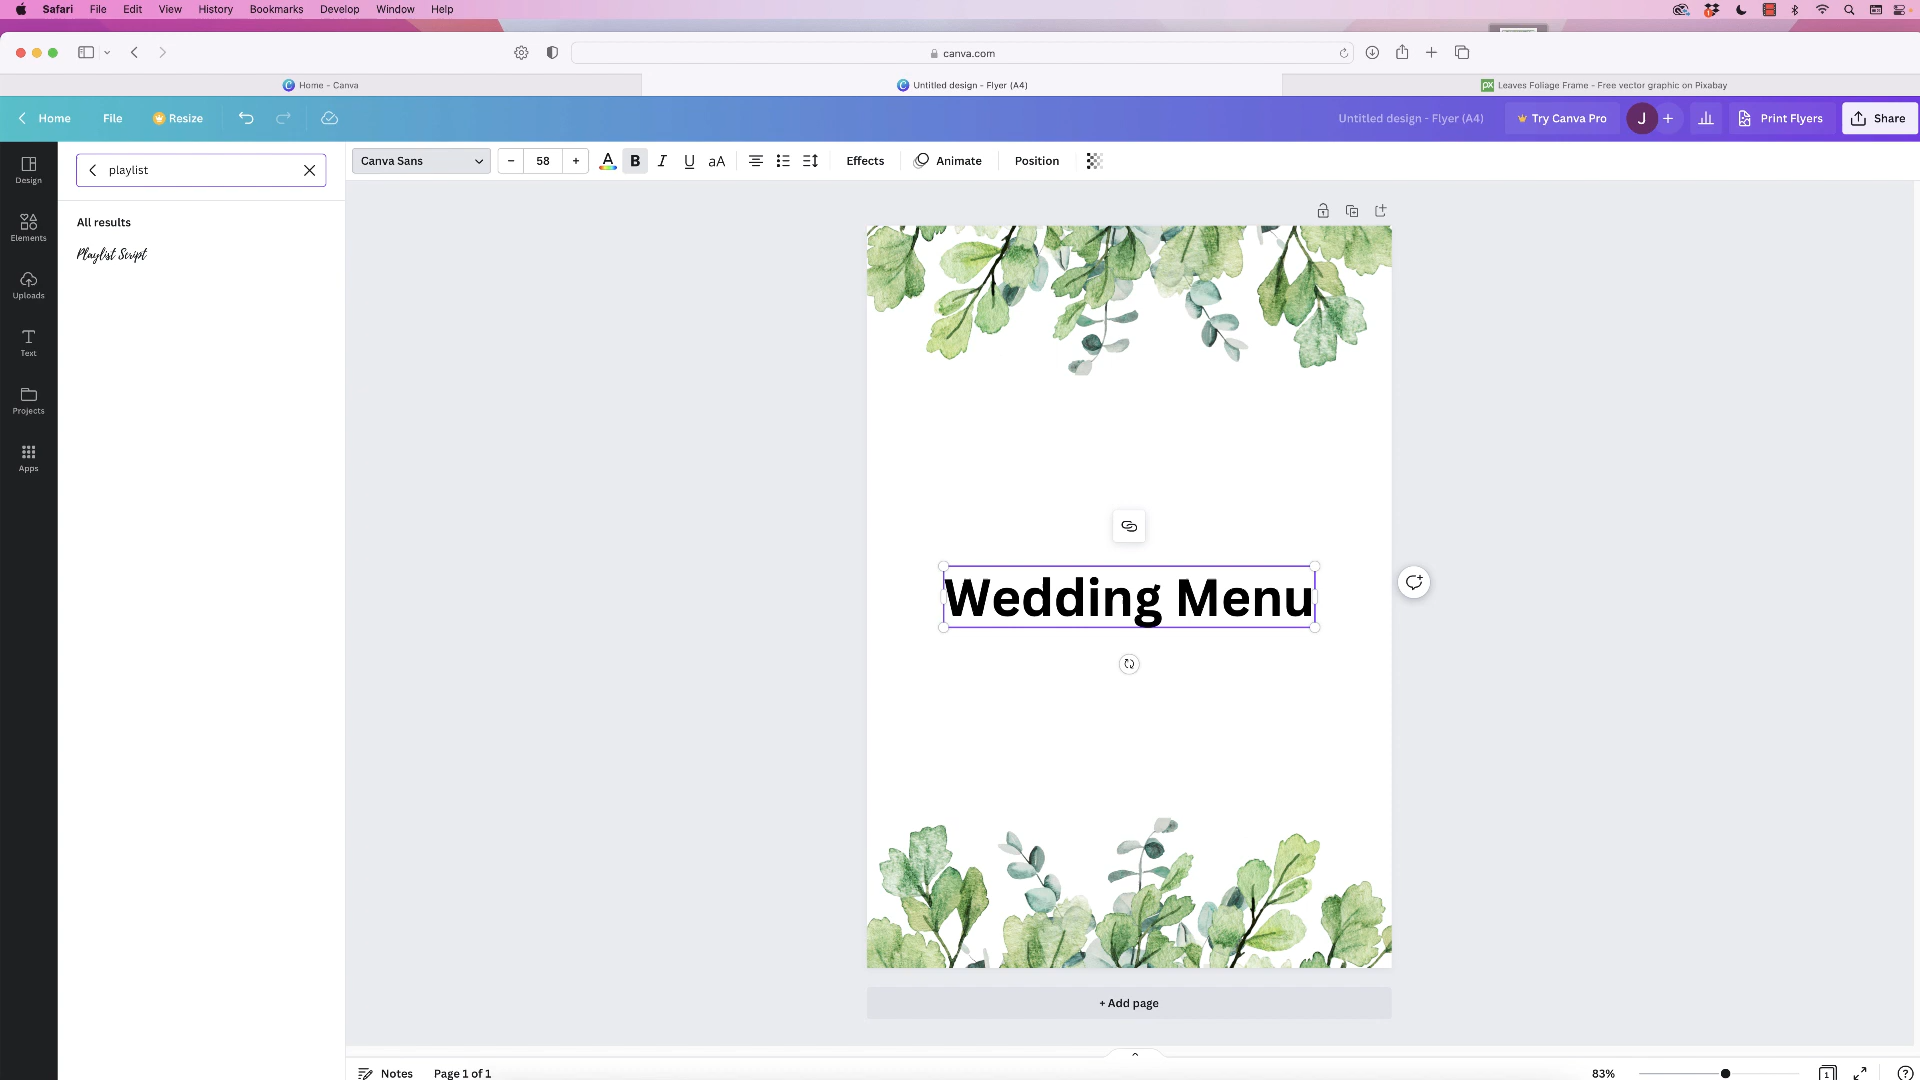 Safari File Edit View History Bookmarks Develop Window Help
canva.com
Home - Canva
Untitled design - Flyer (A4)
Leaves Foliage Frame - Free vector graphic on Pixabay
Home File Resize
Untitled design - Flyer (A4) Try Canva Pro J + Print Flyers Share
Design
Elements
Uploads
Text
Projects
Apps
playlist
All results
Playlist Script
Canva Sans - 58 + A B I U aA Effects Animate Position
Wedding Menu
+ Add page
Notes Page 1 of 1
83% 1 ?